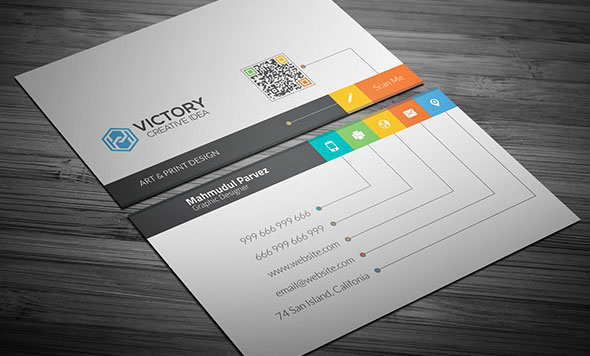 VICTORY
CREATIVE IDEA
Scan Me
ART & PRINT DESIGN
Mahmudul Parvez
Graphic Designer
999 666 999 666
666 999 666 999
www.website.com
email@website.com
74 San Island, Califonia